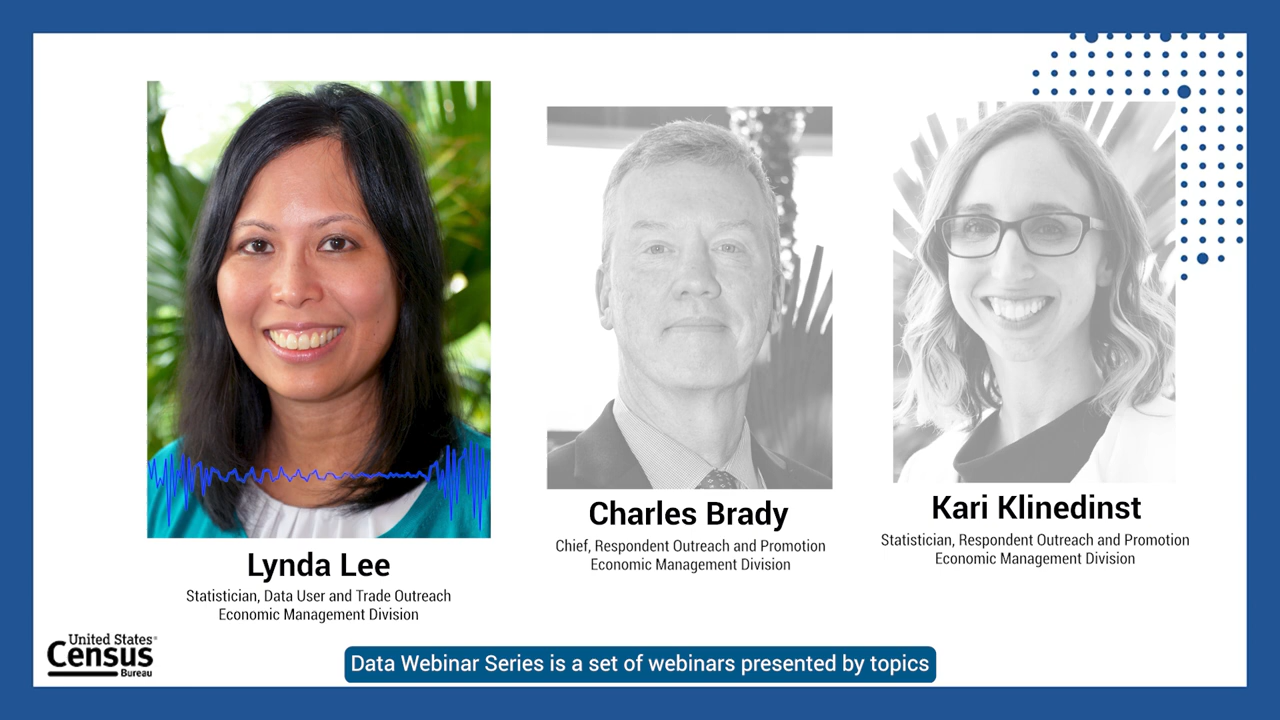 Lynda Lee
Statistician, Data User and Trade Outreach
Economic Management Division
Charles Brady
Chief, Respondent Outreach and Promotion
Economic Management Division
Kari Klinedinst
Statistician, Respondent Outreach and Promotion
Economic Management Division
United States®
Census
Bureau
Data Webinar Series is a set of webinars presented by topics